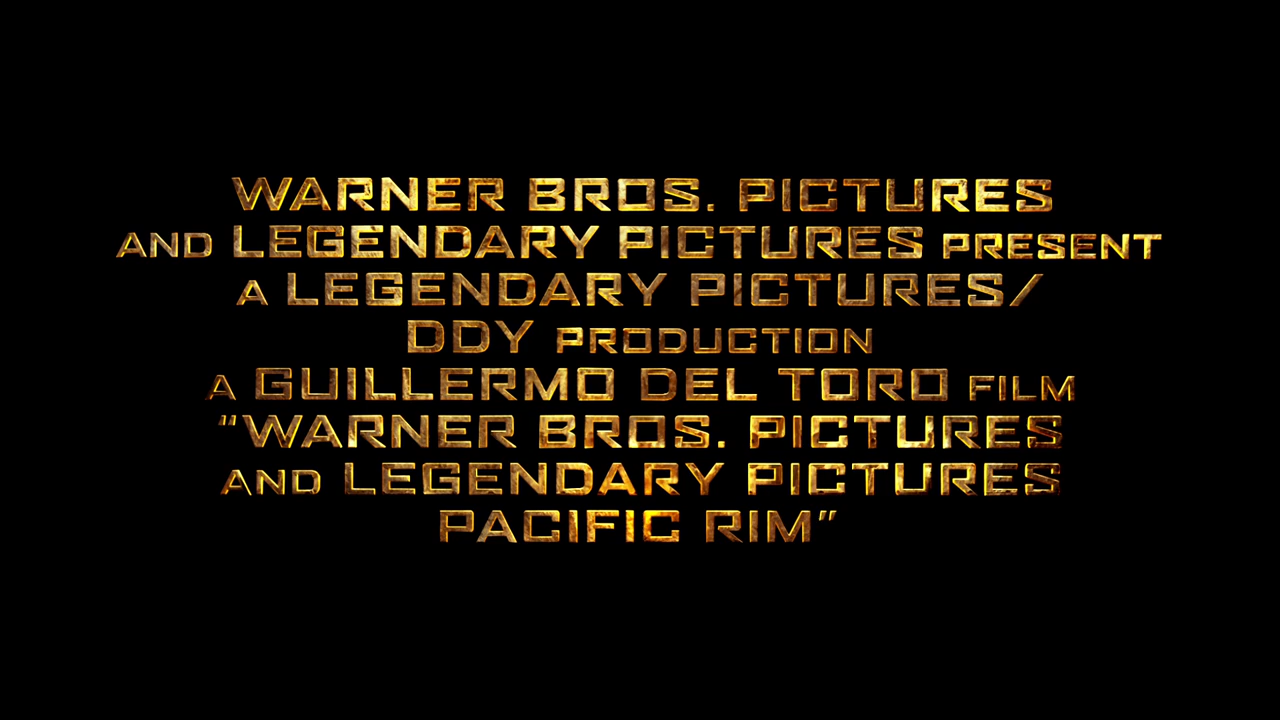 WARNER BROS. PICTURES
AND LEGENDARY PICTURES PRESENT
A LEGENDARY PICTURES/
DDY PRODUCTION
A GUILLERMO DEL TORO FILM
“WARNER BROS. PICTURES
AND LEGENDARY PICTURES
PACIFIC RIM”